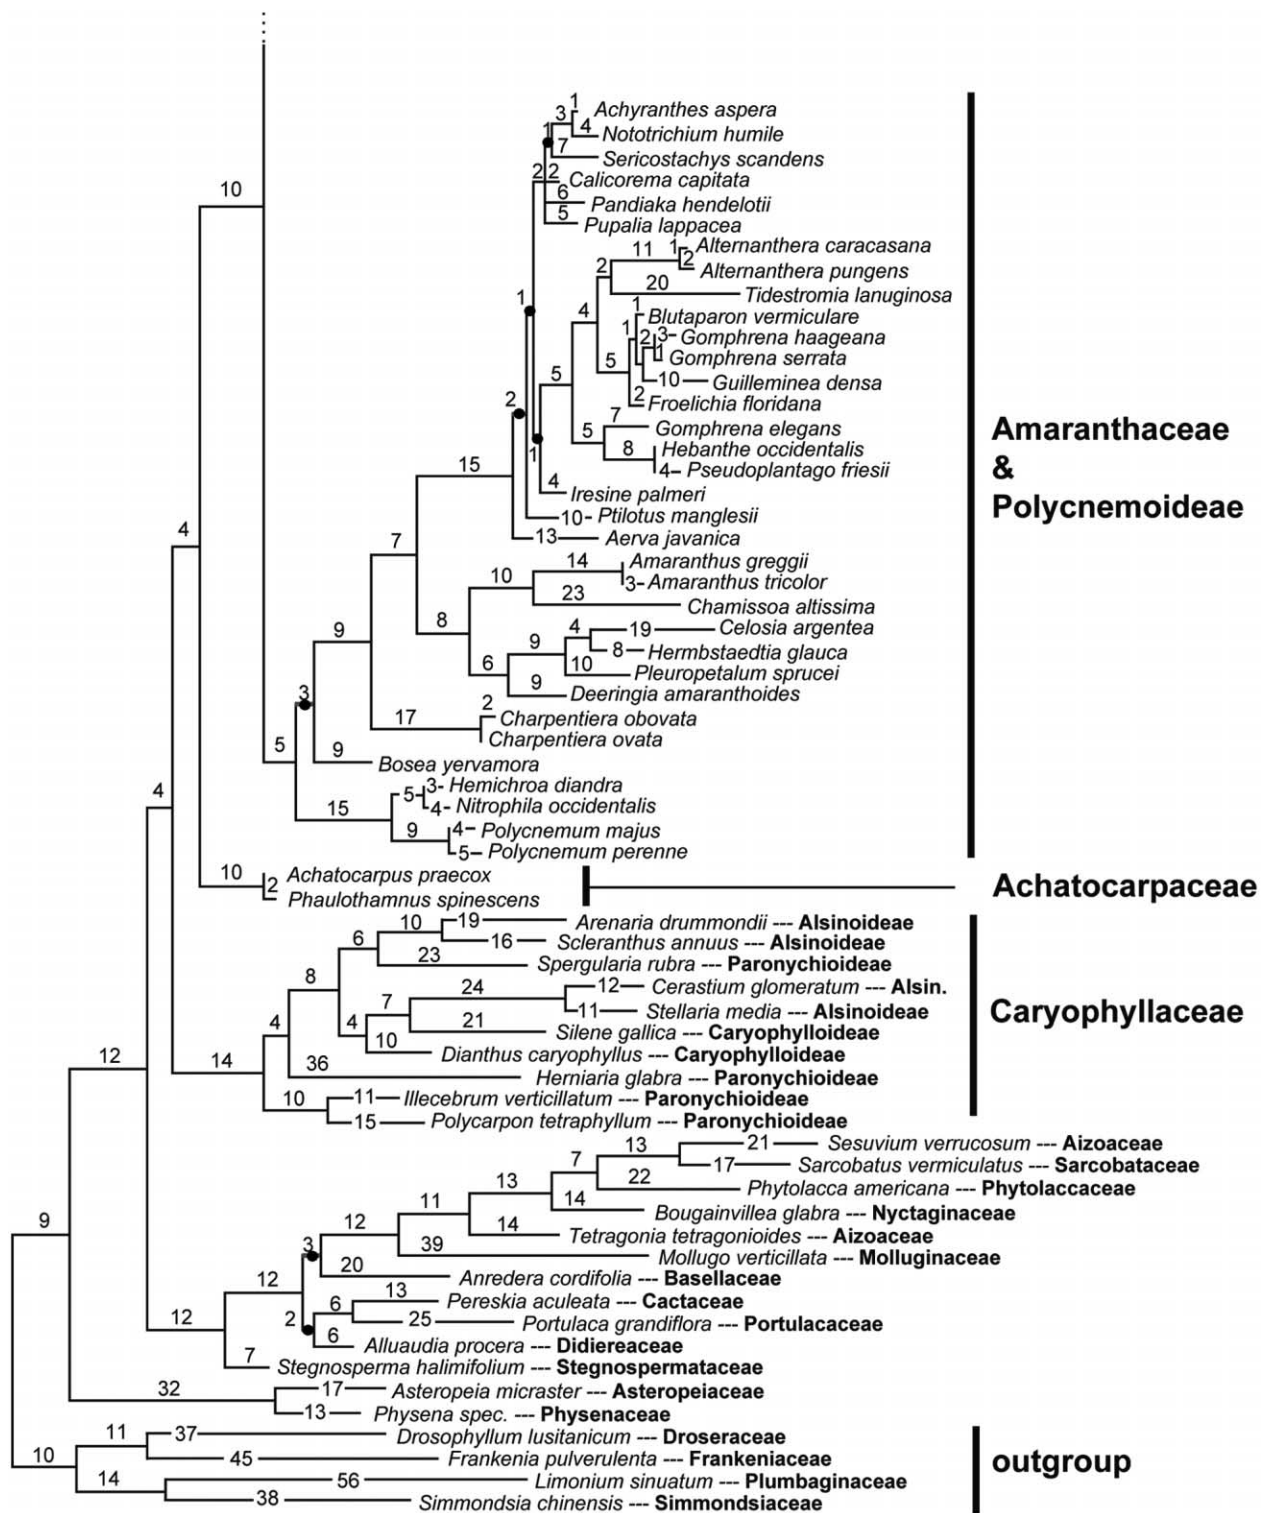 1
3 Achyranthes aspera
1 4 Nototrichium humile
7 Sericostachys scandens
2 2 Calicorema capitata
10 6 Pandiaka hendelotii
5 Pupalia lappacea
11 1 Alternanthera caracasana
2 2 Alternanthera pungens
20 Tidestromia lanuginosa
1 4 1 Blutaparon vermiculare
1 2 3 Gomphrena haageana
1 Gomphrena serrata
5 5 10 Guilleminea densa
2 2 Froelichia floridana
7 Gomphrena elegans
5 8 Hebanthe occidentalis
1 4 Pseudoplantago friesii
15 4 Iresine palmeri
10 Ptilotus manglesii
4 13 Aerva javanica
7 14 Amaranthus greggii
10 3 Amaranthus tricolor
23 Chamissoa altissima
9 8 4 19 Celosia argentea
9 8 Hermbstaedtia glauca
6 10 Pleuropetalum sprucei
3 9 Deeringia amaranthoides
17 2 Charpentiera obovata
Charpentiera ovata
5 9 Bosea yervamora
5 3 Hemichroa diandra
4 15 4 Nitrophila occidentalis
9 4 Polycnemum majus
5 Polycnemum perenne
Amaranthaceae
&
Polycnemoideae
10 2 Achatocarpus praecox
Phaulothamnus spinescens
Achatocarpaceae
10 19 Arenaria drummondii --- Alsinoideae
6 16 Scleranthus annuus --- Alsinoideae
23 Spergularia rubra --- Paronychioideae
8 24 12 Cerastium glomeratum --- Alsin.
7 11 Stellaria media --- Alsinoideae
4 4 21 Silene gallica --- Caryophylloideae
10 Dianthus caryophyllus --- Caryophylloideae
12 14 36 Herniaria glabra --- Paronychioideae
10 11 Illecebrum verticillatum --- Paronychioideae
15 Polycarpon tetraphyllum --- Paronychioideae
Caryophyllaceae
13 21 Sesuvium verrucosum --- Aizoaceae
7 17 Sarcobatus vermiculatus --- Sarcobataceae
13 22 Phytolacca americana --- Phytolaccaceae
11 14 Bougainvillea glabra --- Nyctaginaceae
9 12 14 Tetragonia tetragonioides --- Aizoaceae
3 39 Mollugo verticillata --- Molluginaceae
12 20 Anredera cordifolia --- Basellaceae
6 13 Pereskia aculeata --- Cactaceae
12 2 25 Portulaca grandiflora --- Portulacaceae
6 Alluaudia procera --- Didiereaceae
7 Stegnosperma halimifolium --- Stegnospermataceae
32 17 Asteropeia micraster --- Asteropeiaceae
13 Physena spec. --- Physenaceae
11 37 Drosophyllum lusitanicum --- Droseraceae
10 45 Frankenia pulverulenta --- Frankeniaceae
14 56 Limonium sinuatum --- Plumbaginaceae
38 Simmondsia chinensis --- Simmondsiaceae
outgroup